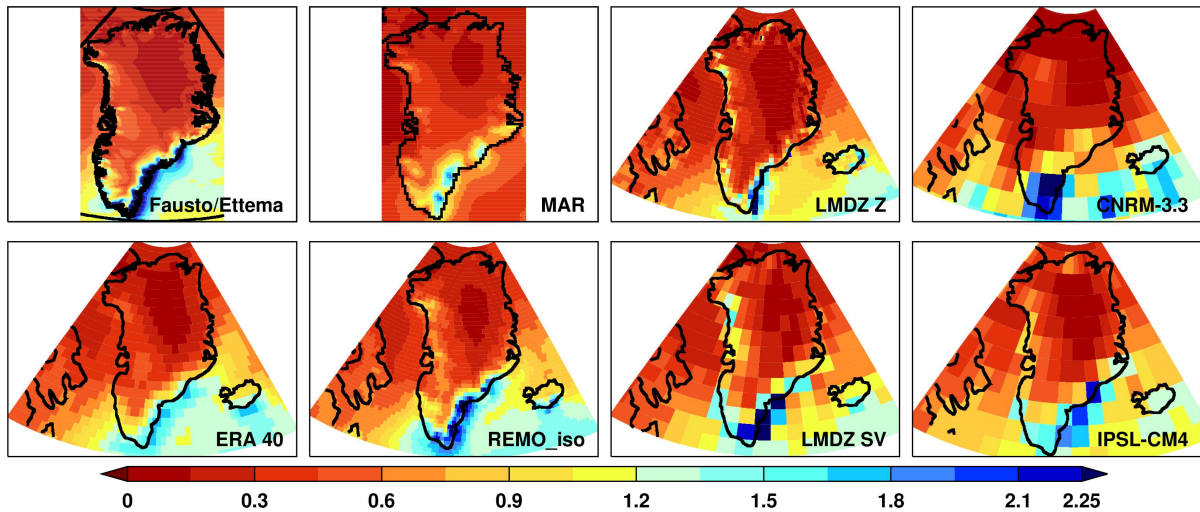 Fausto/Ettema
MAR
LMDZ Z
CNRM-3.3
ERA 40
REMO_iso
LMDZ SV
IPSL-CM4
0 0.3 0.6 0.9 1.2 1.5 1.8 2.1 2.25